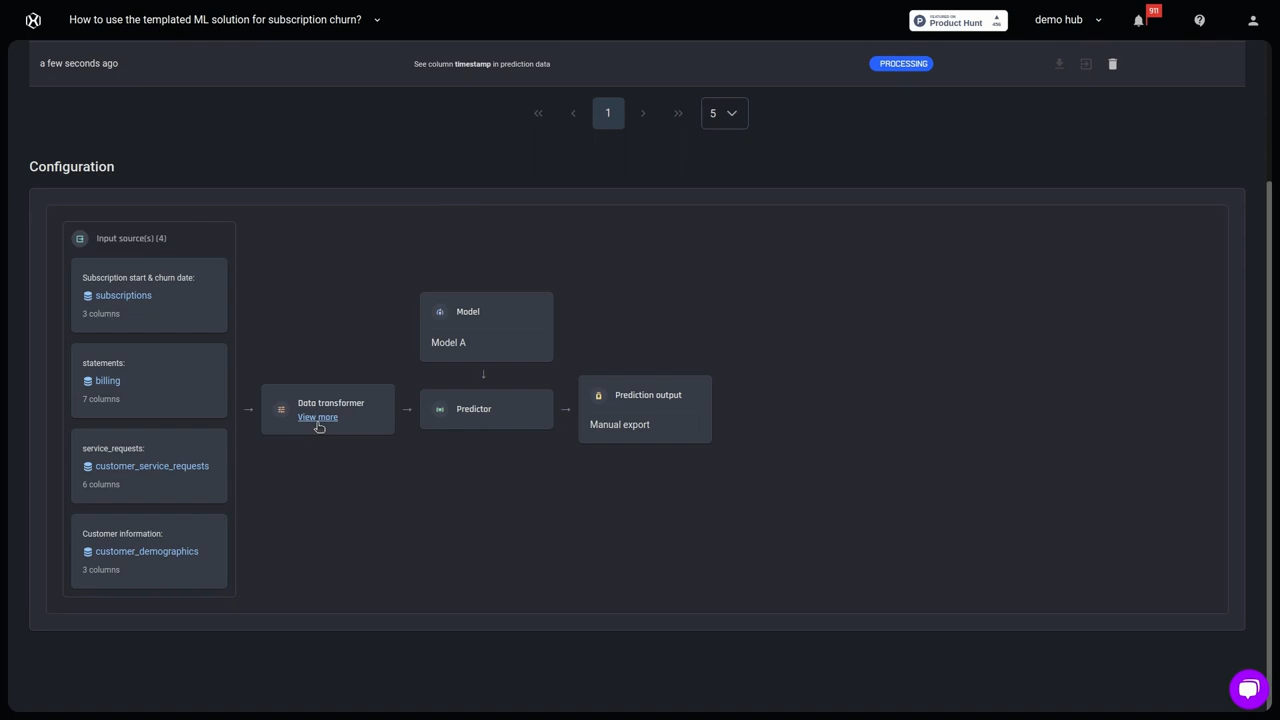 How to use the templated ML solution for subscription churn?
FEATURED ON
Product Hunt
456
demo hub
911
a few seconds ago
See column timestamp in prediction data
PROCESSING
1
5
Configuration
Input source(s) (4)
Subscription start & churn date:
subscriptions
3 columns
statements:
billing
7 columns
service_requests:
customer_service_requests
6 columns
Customer information:
customer_demographics
3 columns
Data transformer
View more
Model
Model A
Predictor
Prediction output
Manual export